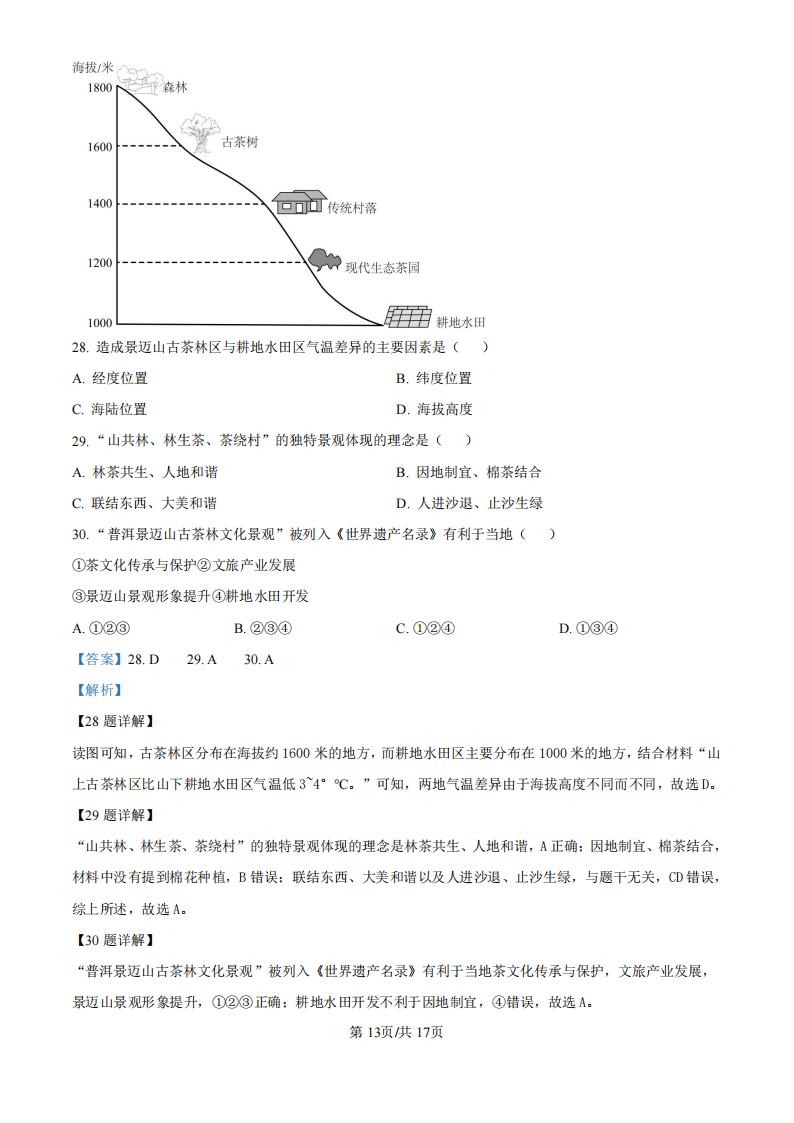 海拔/米
1800
森林
古茶树
1600
1400
传统村落
1200
现代生态茶园
1000
耕地水田
28. 造成景迈山古茶林区与耕地水田区气温差异的主要因素是（ ）
A. 经度位置 B. 纬度位置
C. 海陆位置 D. 海拔高度
29. “山共林、林生茶、茶绕村”的独特景观体现的理念是（ ）
A. 林茶共生、人地和谐 B. 因地制宜、棉茶结合
C. 联结东西、大美和谐 D. 人进沙退、止沙生绿
30. “普洱景迈山古茶林文化景观”被列入《世界遗产名录》有利于当地（ ）
①茶文化传承与保护②文旅产业发展
③景迈山景观形象提升④耕地水田开发
A. ①②③ B. ②③④ C. ①②④ D. ①③④
【答案】28. D 29. A 30. A
【解析】
【28 题详解】
读图可知，古茶林区分布在海拔约 1600 米的地方，而耕地水田区主要分布在 1000 米的地方，结合材料“山
上古茶林区比山下耕地水田区气温低 3~4°℃。”可知，两地气温差异由于海拔高度不同而不同，故选 D。
【29 题详解】
“山共林、林生茶、茶绕村”的独特景观体现的理念是林茶共生、人地和谐，A 正确；因地制宜、棉茶结合，
材料中没有提到棉花种植，B 错误；联结东西、大美和谐以及人进沙退、止沙生绿，与题干无关，CD 错误，
综上所述，故选 A。
【30 题详解】
“普洱景迈山古茶林文化景观”被列入《世界遗产名录》有利于当地茶文化传承与保护，文旅产业发展，
景迈山景观形象提升，①②③正确；耕地水田开发不利于因地制宜，④错误，故选 A。
第 13页/共 17页